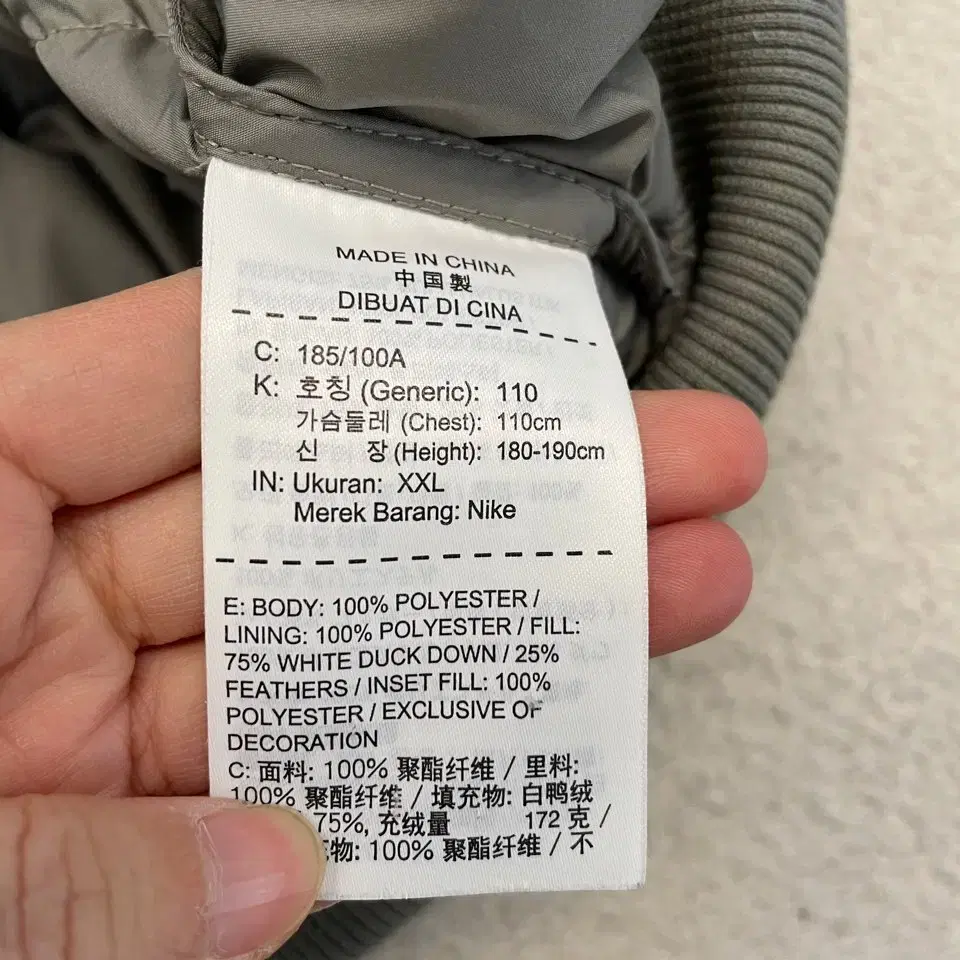 MADE IN CHINA
中国製
DIBUAT DI CINA
C: 185/100A
K: 호칭 (Generic): 110
가슴둘레 (Chest): 110cm
신 장 (Height): 180-190cm
IN: Ukuran: XXL
Merek Barang: Nike
E: BODY: 100% POLYESTER /
LINING: 100% POLYESTER / FILL:
75% WHITE DUCK DOWN / 25%
FEATHERS / INSET FILL: 100%
POLYESTER / EXCLUSIVE OF
DECORATION
C: 面料: 100% 聚酯纤维 / 里料:
100% 聚酯纤维 / 填充物: 白鸭绒
75%, 充绒量 172 克 /
物: 100% 聚酯纤维 / 不